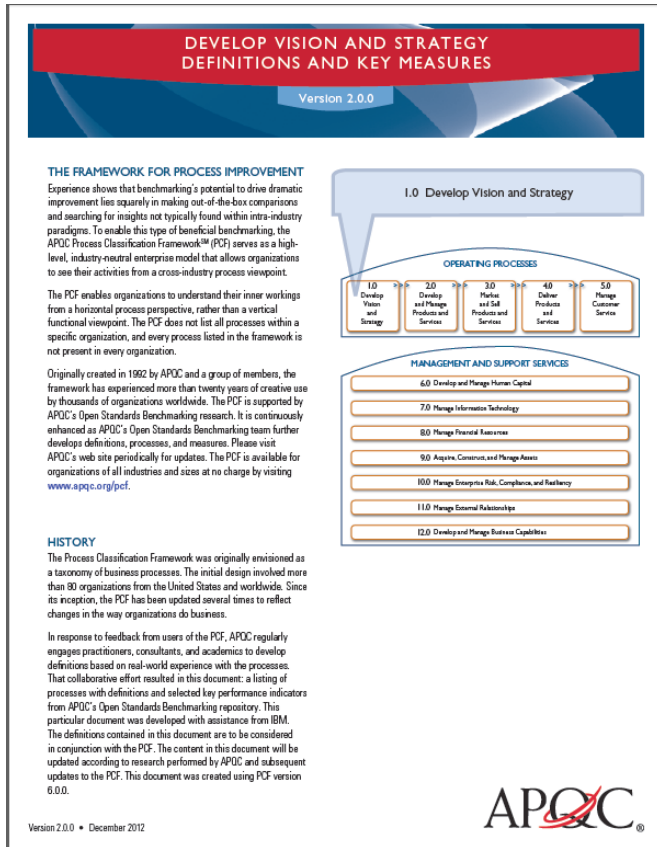 DEVELOP VISION AND STRATEGY
DEFINITIONS AND KEY MEASURES
Version 2.0.0
THE FRAMEWORK FOR PROCESS IMPROVEMENT
Experience shows that benchmarking's potential to drive dramatic
improvement lies squarely in making out-of-the-box comparisons
and searching for insights not typically found within intra-industry
paradigms. To enable this type of beneficial benchmarking, the
APQC Process Classification Framework℠ (PCF) serves as a high-
level, industry-neutral enterprise model that allows organizations
to see their activities from a cross-industry process viewpoint.
The PCF enables organizations to understand their inner workings
from a horizontal process perspective, rather than a vertical
functional viewpoint. The PCF does not list all processes within a
specific organization, and every process listed in the framework is
not present in every organization.
Originally created in 1992 by APQC and a group of members, the
framework has experienced more than twenty years of creative use
by thousands of organizations worldwide. The PCF is supported by
APQC's Open Standards Benchmarking research. It is continuously
enhanced as APQC's Open Standards Benchmarking team further
develops definitions, processes, and measures. Please visit
APQC's web site periodically for updates. The PCF is available for
organizations of all industries and sizes at no charge by visiting
www.apqc.org/pcf.
HISTORY
The Process Classification Framework was originally envisioned as
a taxonomy of business processes. The initial design involved more
than 80 organizations from the United States and worldwide. Since
its inception, the PCF has been updated several times to reflect
changes in the way organizations do business.
In response to feedback from users of the PCF, APQC regularly
engages practitioners, consultants, and academics to develop
definitions based on real-world experience with the processes.
That collaborative effort resulted in this document: a listing of
processes with definitions and selected key performance indicators
from APQC's Open Standards Benchmarking repository. This
particular document was developed with assistance from IBM.
The definitions contained in this document are to be considered
in conjunction with the PCF. The content in this document will be
updated according to research performed by APQC and subsequent
updates to the PCF. This document was created using PCF version
6.0.0.
1.0 Develop Vision and Strategy
OPERATING PROCESSES
1.0
Develop
Vision
and
Strategy
2.0
Develop
and Manage
Products and
Services
3.0
Market
and Sell
Products and
Services
4.0
Deliver
Products
and
Services
5.0
Manage
Customer
Service
MANAGEMENT AND SUPPORT SERVICES
6.0 Develop and Manage Human Capital
7.0 Manage Information Technology
8.0 Manage Financial Resources
9.0 Acquire, Construct, and Manage Assets
10.0 Manage Enterprise Risk, Compliance, and Resiliency
11.0 Manage External Relationships
12.0 Develop and Manage Business Capabilities
Version 2.0.0 • December 2012
APQC®